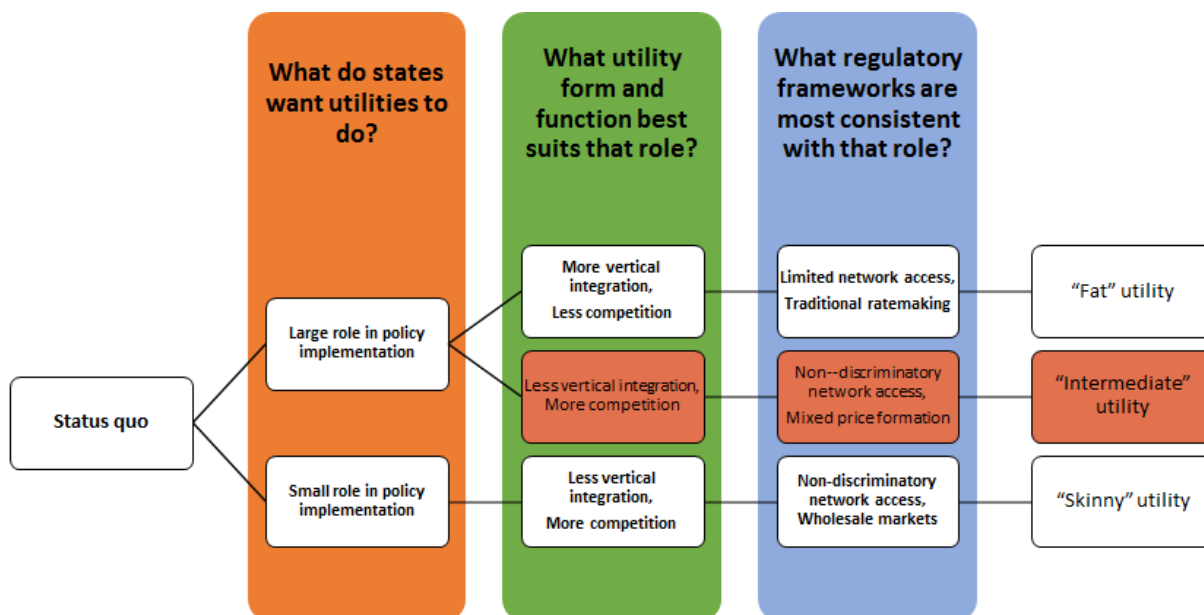 What do states
want utilities to
do?
What utility
form and
function best
suits that role?
What regulatory
frameworks are
most consistent
with that role?
Status quo
Large role in policy
implementation
Small role in policy
implementation
More vertical
integration,
Less competition
Less vertical integration,
More competition
Less vertical
integration,
More competition
Limited network access,
Traditional ratemaking
Non--discriminatory
network access,
Mixed price formation
Non-discriminatory
network access,
Wholesale markets
“Fat” utility
“Intermediate”
utility
“Skinny” utility